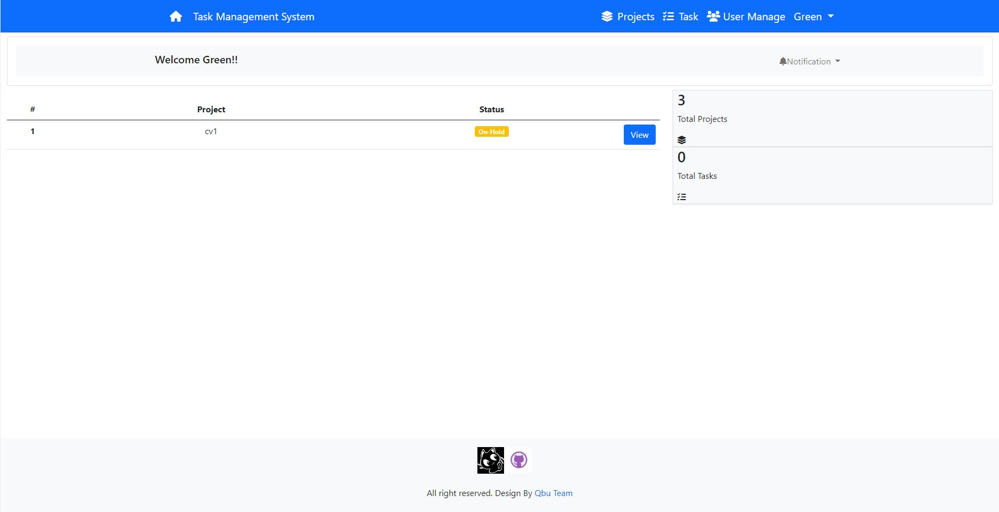 Task Management System
Projects
Task
User Manage
Green
Welcome Green!!
Notification
# Project Status
1 cv1 On-Hold View
3
Total Projects
0
Total Tasks
All right reserved. Design By Qbu Team